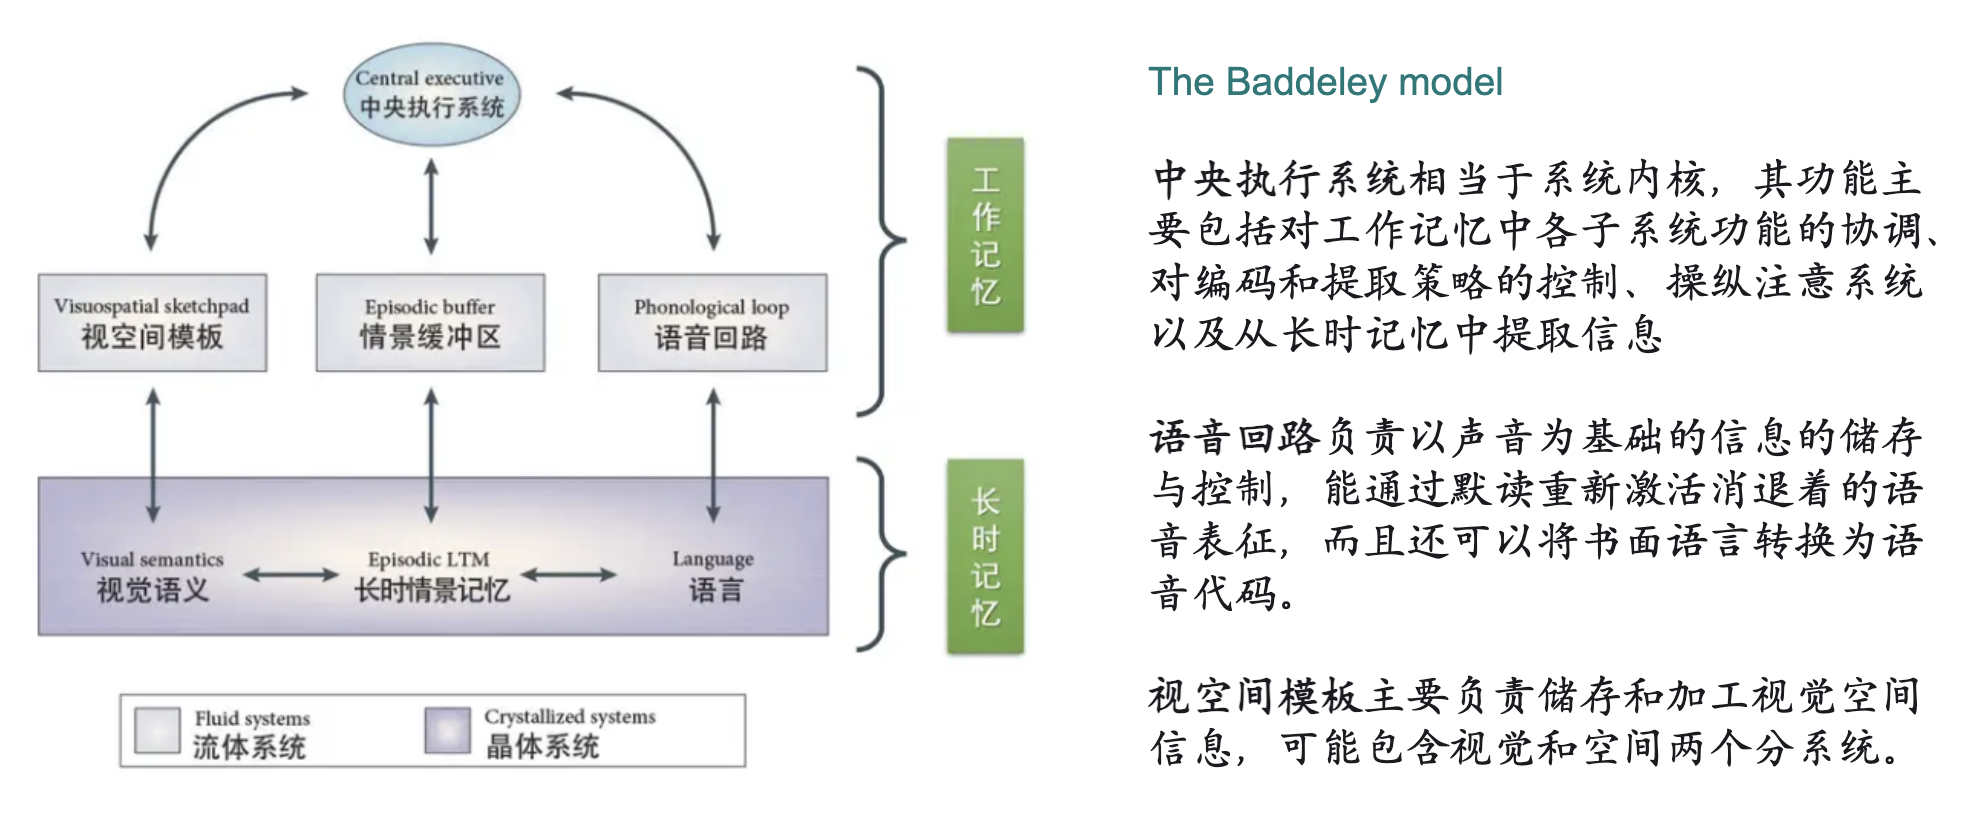 Central executive
中央执行系统
Visuospatial sketchpad
视空间模板
Episodic buffer
情景缓冲区
Phonological loop
语音回路
Visual semantics
视觉语义
Episodic LTM
长时情景记忆
Language
语言
Fluid systems
流体系统
Crystallized systems
晶体系统
工作记忆
长时记忆
The Baddeley model
中央执行系统相当于系统内核，其功能主
要包括对工作记忆中各子系统功能的协调、
对编码和提取策略的控制、操纵注意系统
以及从长时记忆中提取信息
语音回路负责以声音为基础的信息的储存
与控制，能通过默读重新激活消退着的语
音表征，而且还可以将书面语言转换为语
音代码。
视空间模板主要负责储存和加工视觉空间
信息，可能包含视觉和空间两个分系统。